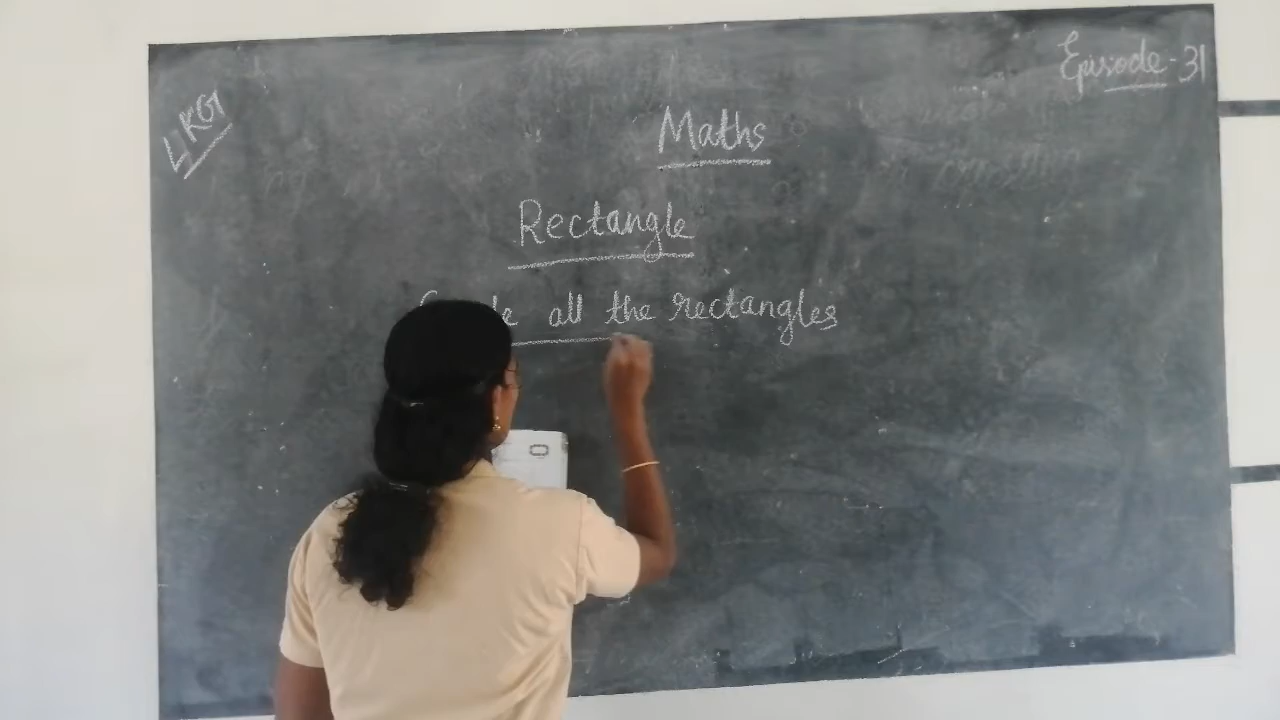 Episode-31
LKG
Maths
Rectangle
all the rectangles